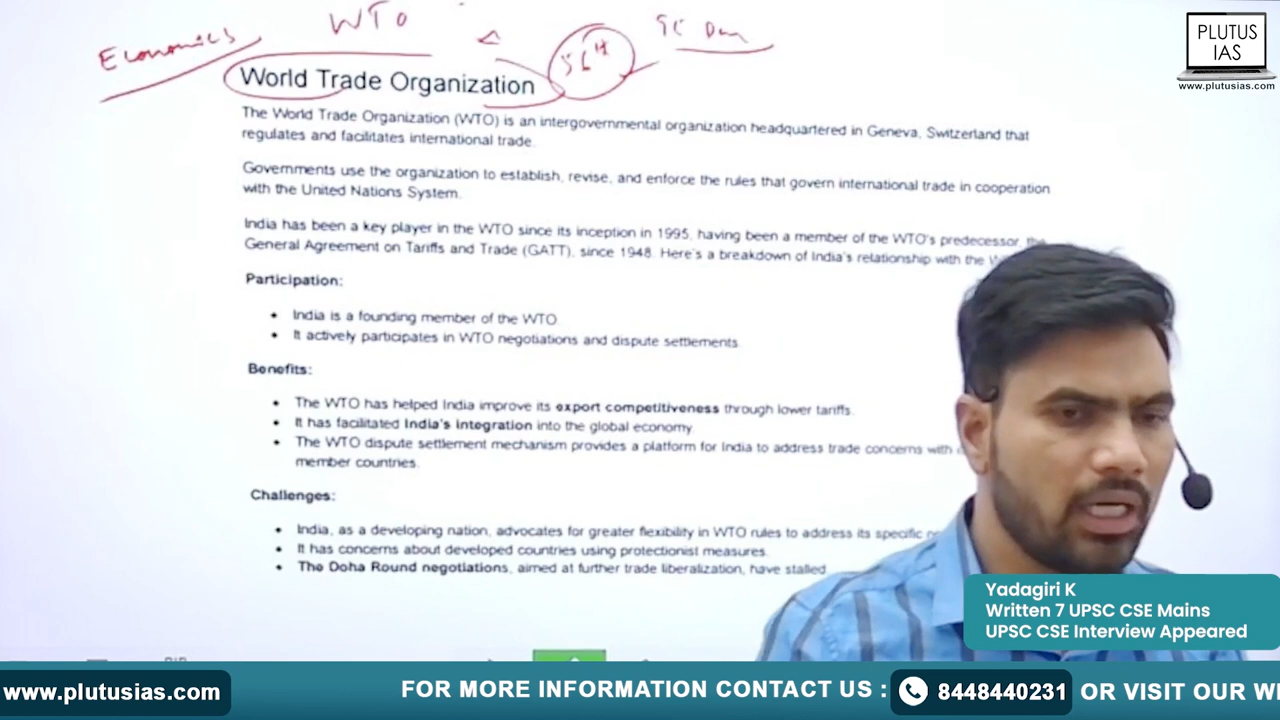 WTO
Economics
56th
PLUTUS
IAS
www.plutusias.com
World Trade Organization
The World Trade Organization (WTO) is an intergovernmental organization headquartered in Geneva, Switzerland that
regulates and facilitates international trade.
Governments use the organization to establish, revise, and enforce the rules that govern international trade in cooperation
with the United Nations System.
India has been a key player in the WTO since its inception in 1995, having been a member of the WTO's predecessor,
General Agreement on Tariffs and Trade (GATT), since 1948. Here's a breakdown of India's relationship with the
Participation:
• India is a founding member of the WTO.
• It actively participates in WTO negotiations and dispute settlements.
Benefits:
• The WTO has helped India improve its export competitiveness through lower tariffs.
• It has facilitated India's integration into the global economy.
• The WTO dispute settlement mechanism provides a platform for India to address trade concerns with
member countries.
Challenges:
• India, as a developing nation, advocates for greater flexibility in WTO rules to address its specific
• It has concerns about developed countries using protectionist measures.
• The Doha Round negotiations, aimed at further trade liberalization, have stalled
Yadagiri K
Written 7 UPSC CSE Mains
UPSC CSE Interview Appeared
www.plutusias.com FOR MORE INFORMATION CONTACT US : 8448440231 OR VISIT OUR